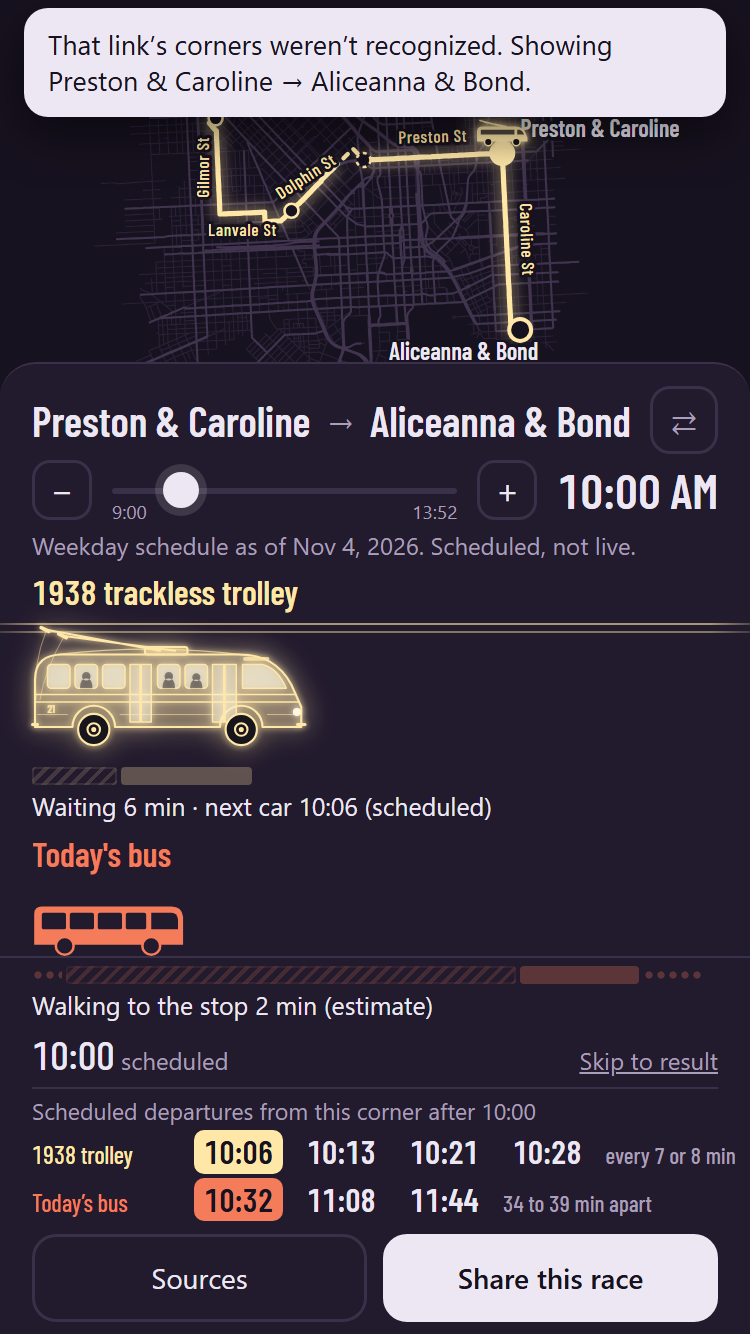 That link’s corners weren’t recognized. Showing
Preston & Caroline → Aliceanna & Bond.
Preston & Caroline
Preston St
Gilmor St
Dolphin St
Lanvale St
Caroline St
Aliceanna & Bond
Preston & Caroline → Aliceanna & Bond
⇄
− + 10:00 AM
9:00 13:52
Weekday schedule as of Nov 4, 2026. Scheduled, not live.
1938 trackless trolley
21
Waiting 6 min · next car 10:06 (scheduled)
Today's bus
Walking to the stop 2 min (estimate)
10:00 scheduled Skip to result
Scheduled departures from this corner after 10:00
1938 trolley 10:06 10:13 10:21 10:28 every 7 or 8 min
Today’s bus 10:32 11:08 11:44 34 to 39 min apart
Sources Share this race